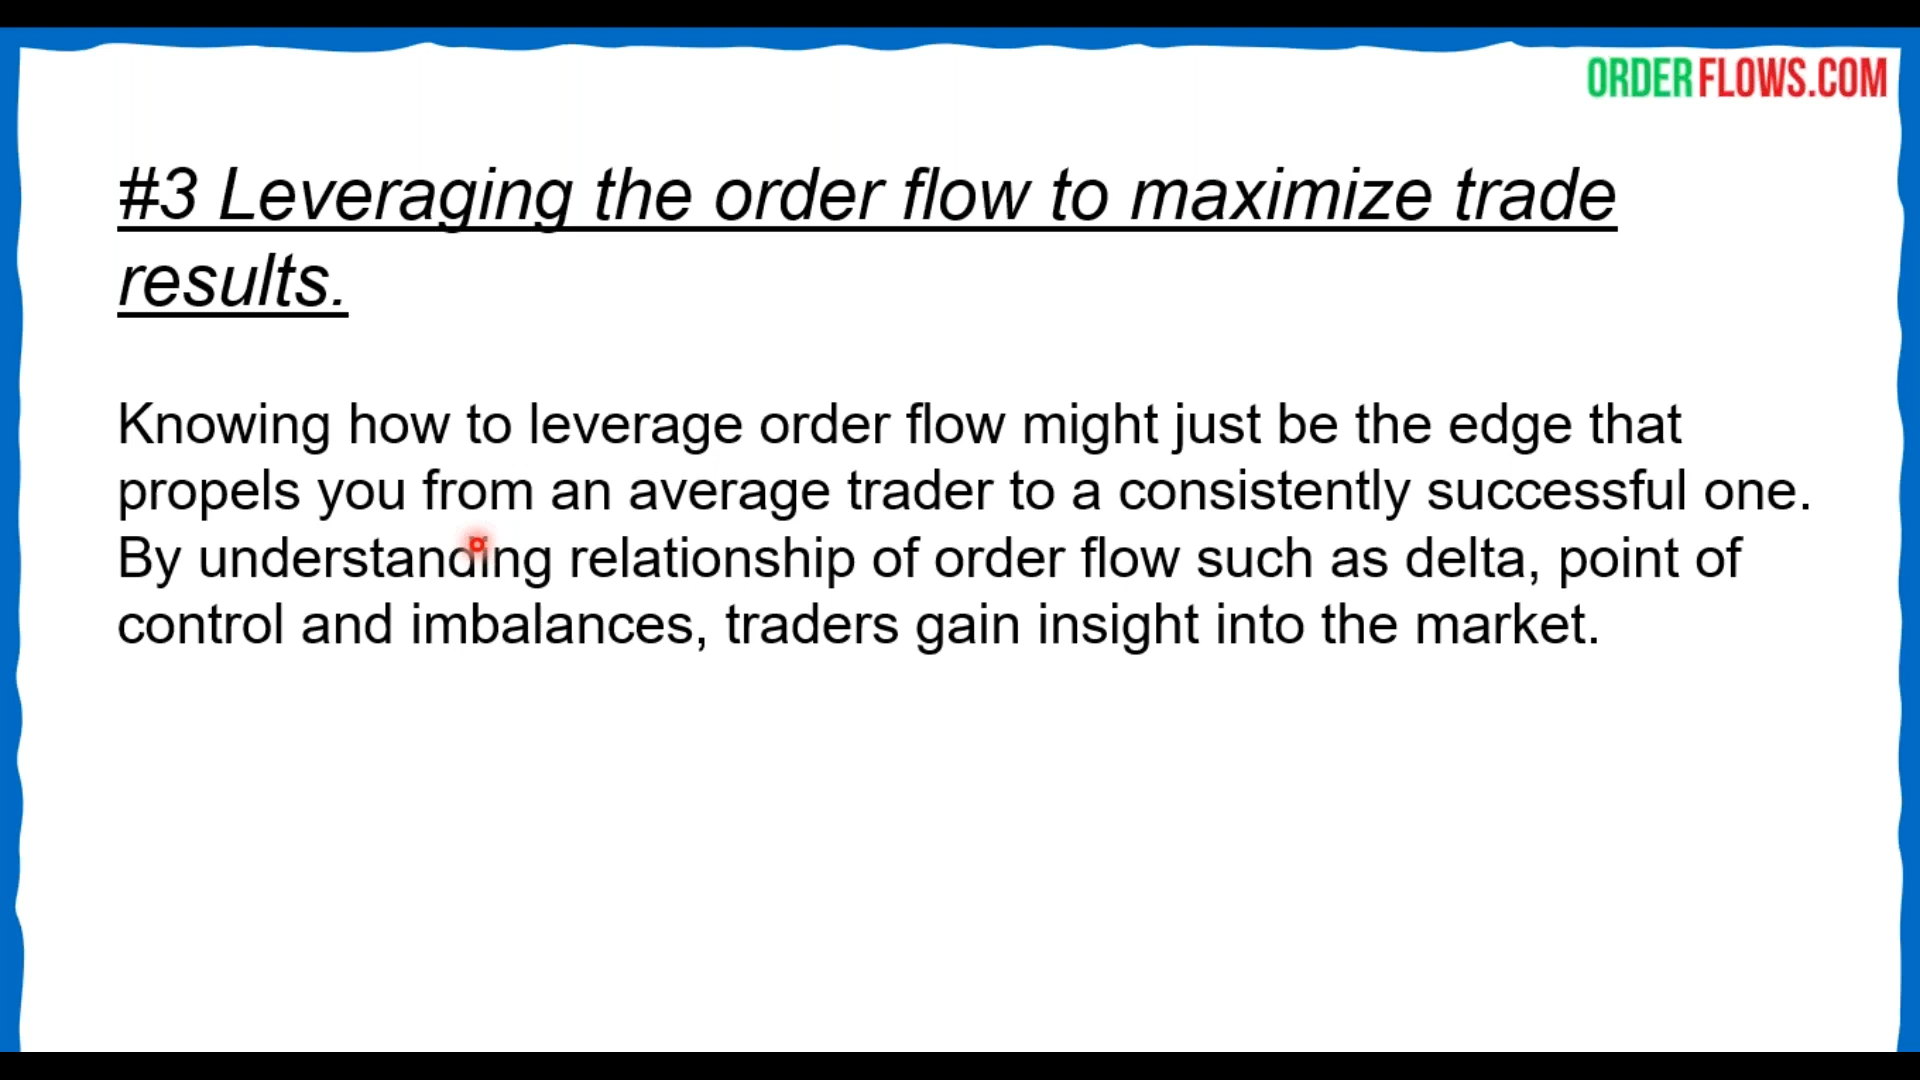 ORDERFLOWS.COM
#3 Leveraging the order flow to maximize trade
results.
Knowing how to leverage order flow might just be the edge that
propels you from an average trader to a consistently successful one.
By understanding relationship of order flow such as delta, point of
control and imbalances, traders gain insight into the market.